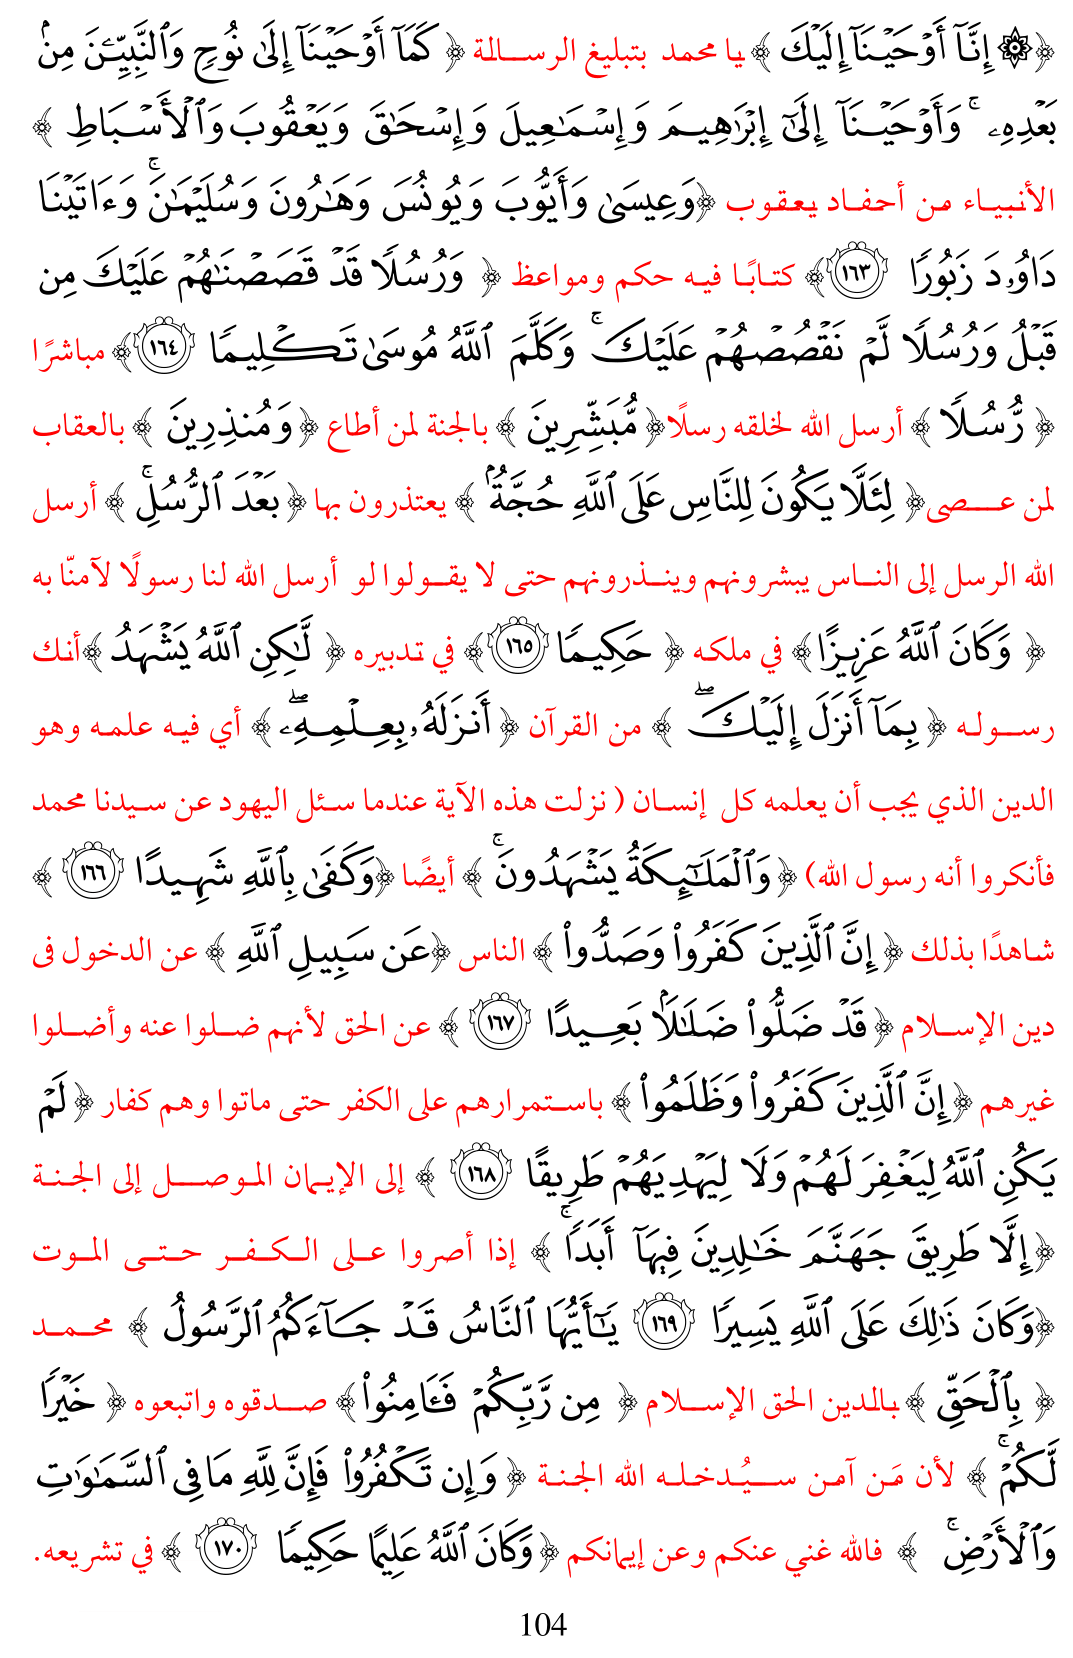 ﴿۞ إِنَّآ أَوْحَيْنَآ إِلَيْكَ ﴾ يا محمد بتبليغ الرسالة ﴿ كَمَآ أَوْحَيْنَآ إِلَىٰ نُوحٍ وَٱلنَّبِيِّـۧنَ مِنۢ
بَعْدِهِۦ ۚ وَأَوْحَيْنَآ إِلَىٰٓ إِبْرَٰهِيمَ وَإِسْمَـٰعِيلَ وَإِسْحَـٰقَ وَيَعْقُوبَ وَٱلْأَسْبَاطِ ﴾
الأنبياء من أحفاد يعقوب ﴿وَعِيسَىٰ وَأَيُّوبَ وَيُونُسَ وَهَـٰرُونَ وَسُلَيْمَـٰنَ ۚ وَءَاتَيْنَا
دَاوُۥدَ زَبُورًا ١٦٣﴾ كتابًا فيه حكم ومواعظ ﴿ وَرُسُلًا قَدْ قَصَصْنَـٰهُمْ عَلَيْكَ مِن
قَبْلُ وَرُسُلًا لَّمْ نَقْصُصْهُمْ عَلَيْكَ ۚ وَكَلَّمَ ٱللَّهُ مُوسَىٰ تَكْلِيمًا ١٦٤﴾ مباشرًا
﴿ رُّسُلًا ﴾ أرسل الله لخلقه رسلًا﴿ مُّبَشِّرِينَ ﴾ بالجنة لمن أطاع ﴿ وَمُنذِرِينَ ﴾ بالعقاب
لمن عصى﴿ لِئَلَّا يَكُونَ لِلنَّاسِ عَلَى ٱللَّهِ حُجَّةٌۢ ﴾ يعتذرون بها ﴿بَعْدَ ٱلرُّسُلِ ۚ ﴾ أرسل
الله الرسل إلى الناس يبشرونهم وينذرونهم حتى لا يقولوا لو أرسل الله لنا رسولًا لآمنّا به
﴿ وَكَانَ ٱللَّهُ عَزِيزًا﴾ في ملكه ﴿ حَكِيمًا ١٦٥﴾ في تدبيره ﴿ لَّـٰكِنِ ٱللَّهُ يَشْهَدُ ﴾أنك
رسوله ﴿ بِمَآ أَنزَلَ إِلَيْكَ ۖ ﴾ من القرآن ﴿ أَنزَلَهُۥ بِعِلْمِهِۦ ۖ ﴾ أي فيه علمه وهو
الدين الذي يجب أن يعلمه كل إنسان ( نزلت هذه الآية عندما سئل اليهود عن سيدنا محمد
فأنكروا أنه رسول الله) ﴿ وَٱلْمَلَـٰٓئِكَةُ يَشْهَدُونَ ۚ ﴾ أيضًا ﴿وَكَفَىٰ بِٱللَّهِ شَهِيدًا ١٦٦ ﴾
شاهدًا بذلك ﴿ إِنَّ ٱلَّذِينَ كَفَرُوا۟ وَصَدُّوا۟ ﴾ الناس ﴿عَن سَبِيلِ ٱللَّهِ ﴾ عن الدخول فى
دين الإسلام ﴿ قَدْ ضَلُّوا۟ ضَلَـٰلًۢا بَعِيدًا ١٦٧ ﴾ عن الحق لأنهم ضلوا عنه وأضلوا
غيرهم ﴿ إِنَّ ٱلَّذِينَ كَفَرُوا۟ وَظَلَمُوا۟ ﴾ باستمرارهم على الكفر حتى ماتوا وهم كفار ﴿ لَمْ
يَكُنِ ٱللَّهُ لِيَغْفِرَ لَهُمْ وَلَا لِيَهْدِيَهُمْ طَرِيقًا ١٦٨ ﴾ إلى الإيمان الموصل إلى الجنة
﴿ إِلَّا طَرِيقَ جَهَنَّمَ خَـٰلِدِينَ فِيهَآ أَبَدًا ۚ ﴾ إذا أصروا على الكفر حتى الموت
﴿وَكَانَ ذَٰلِكَ عَلَى ٱللَّهِ يَسِيرًا ١٦٩ يَـٰٓأَيُّهَا ٱلنَّاسُ قَدْ جَآءَكُمُ ٱلرَّسُولُ ﴾ محمد
﴿ بِٱلْحَقِّ ﴾ بالدين الحق الإسلام ﴿ مِن رَّبِّكُمْ فَـَٔامِنُوا۟ ﴾ صدقوه واتبعوه ﴿ خَيْرًا
لَّكُمْ ۚ ﴾ لأن مَن آمن سيُدخله الله الجنة ﴿ وَإِن تَكْفُرُوا۟ فَإِنَّ لِلَّهِ مَا فِى ٱلسَّمَـٰوَٰتِ
وَٱلْأَرْضِ ۚ ﴾ فالله غني عنكم وعن إيمانكم ﴿ وَكَانَ ٱللَّهُ عَلِيمًا حَكِيمًا ١٧٠ ﴾ في تشريعه.
104